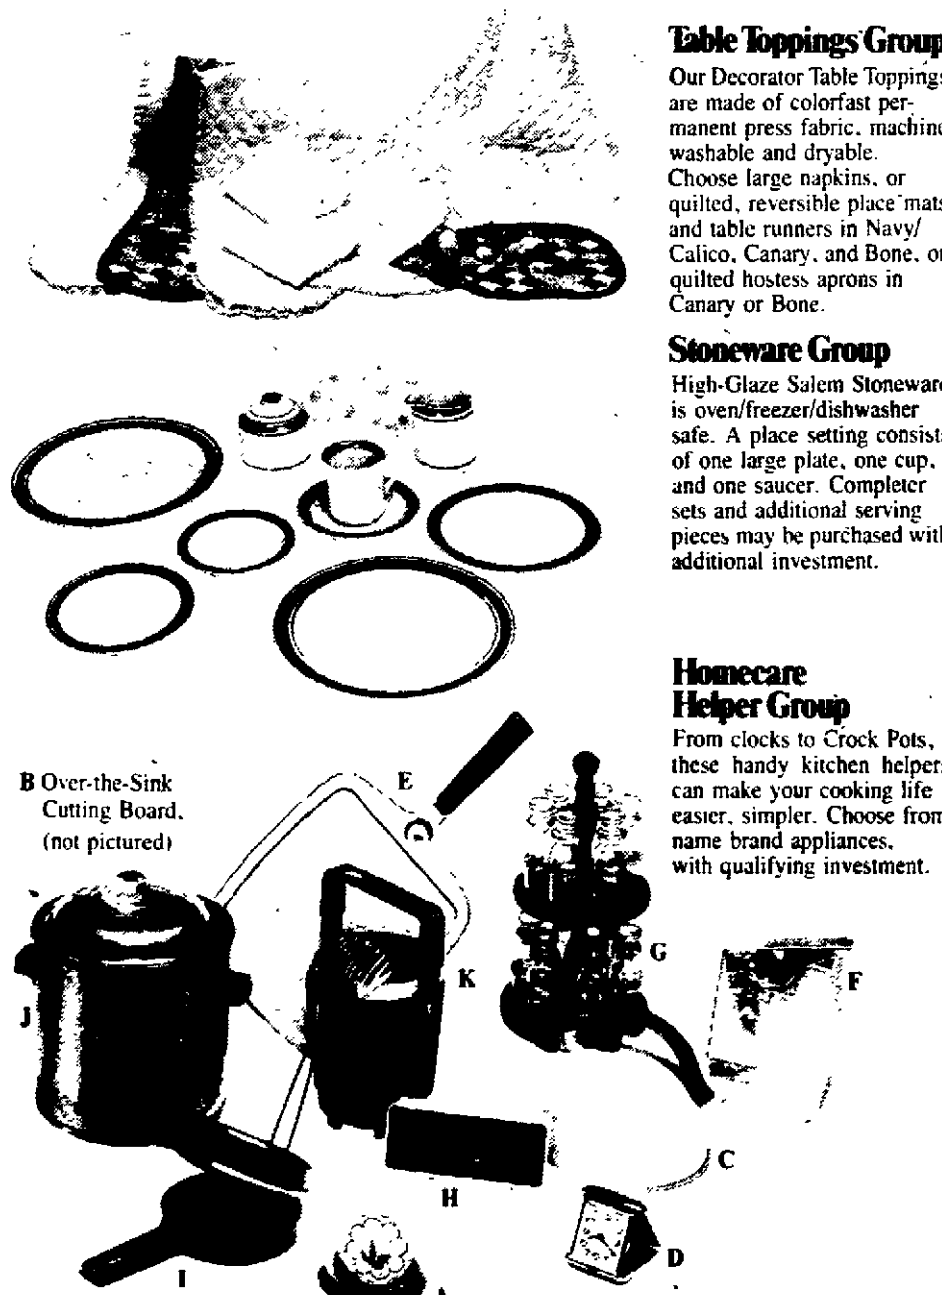 Table Toppings Group
Our Decorator Table Toppings
are made of colorfast per-
manent press fabric, machine
washable and dryable.
Choose large napkins, or
quilted, reversible place mats
and table runners in Navy/
Calico, Canary, and Bone, or
quilted hostess aprons in
Canary or Bone.
Stoneware Group
High-Glaze Salem Stoneware
is oven/freezer/dishwasher
safe. A place setting consists
of one large plate, one cup,
and one saucer. Completer
sets and additional serving
pieces may be purchased with
additional investment.
Homecare
Helper Group
From clocks to Crock Pots,
these handy kitchen helpers
can make your cooking life
easier, simpler. Choose from
name brand appliances,
with qualifying investment.
B Over-the-Sink
Cutting Board.
(not pictured)
E
G
K
F
J
C
H
D
I
A